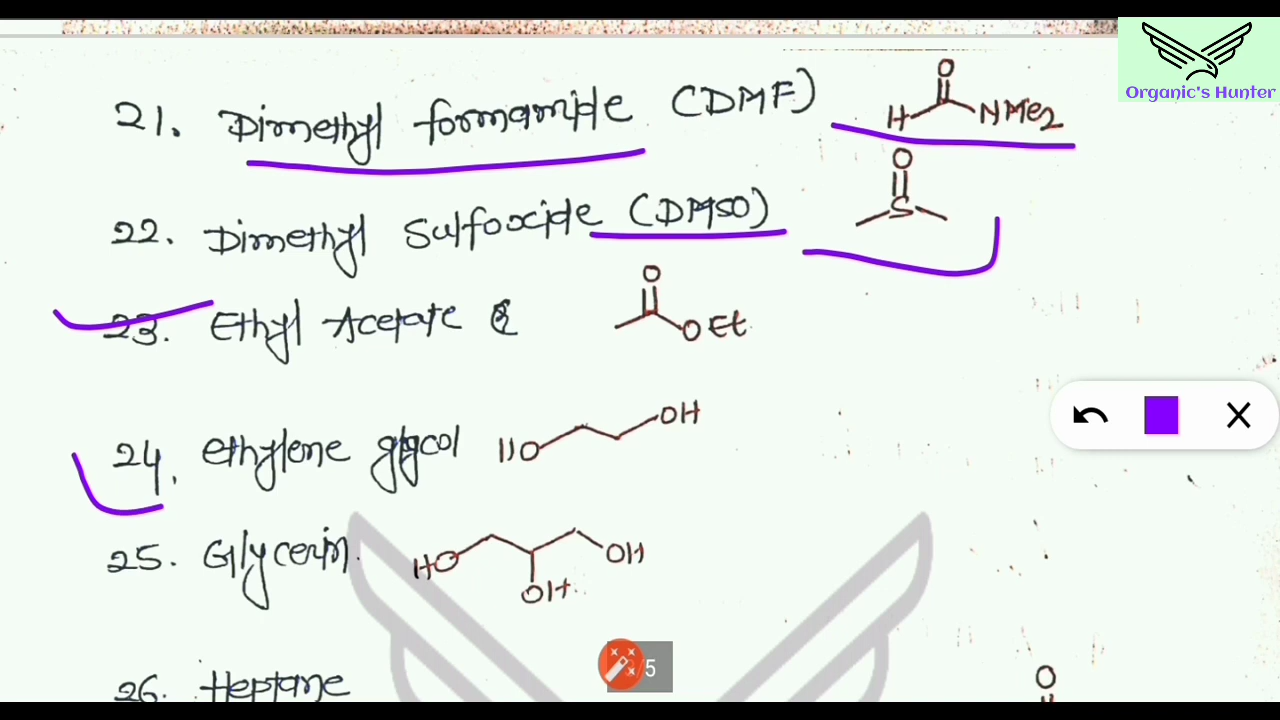 Organic's Hunter
21. Dimethyl formamide (DMF) O H NMe2
22. Dimethyl Sulfoxide (DMSO) O S
23. Ethyl Acetate O OEt
24. Ethylene glycol HO OH
25. Glycerin. HO OH OH
26. Heptane O
5